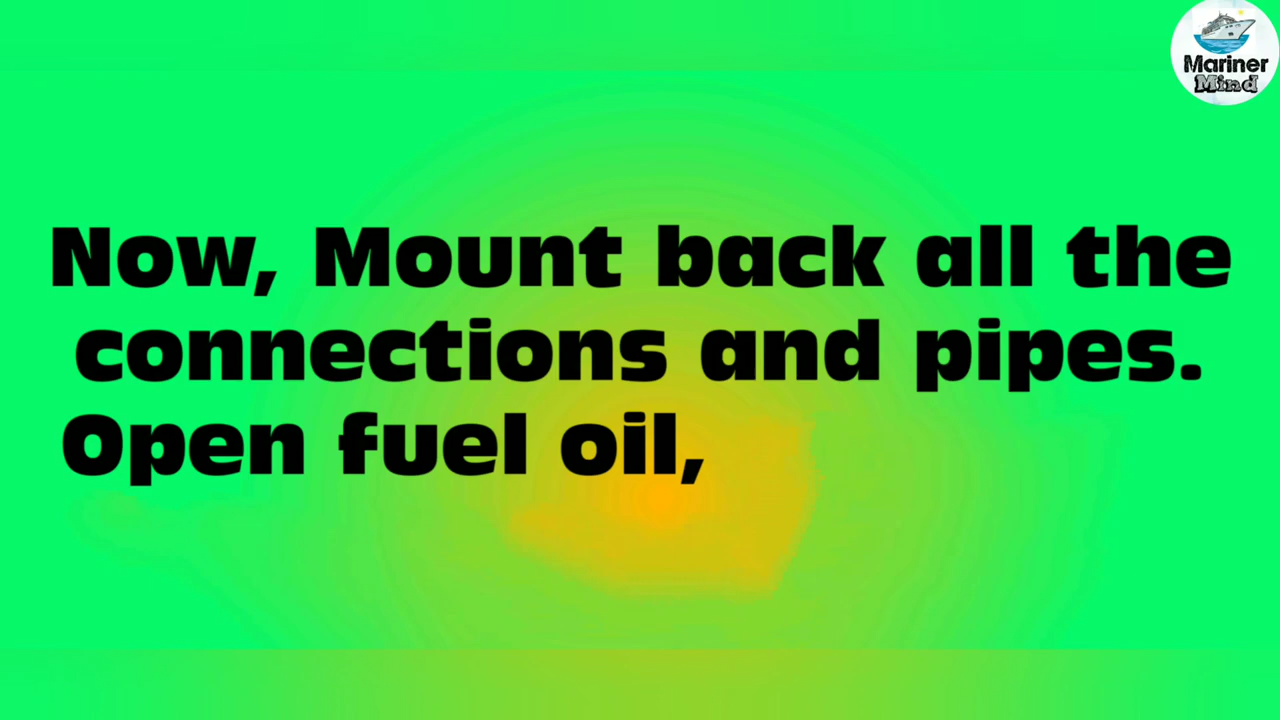 Mariner
Mind
Now, Mount back all the
connections and pipes.
Open fuel oil,